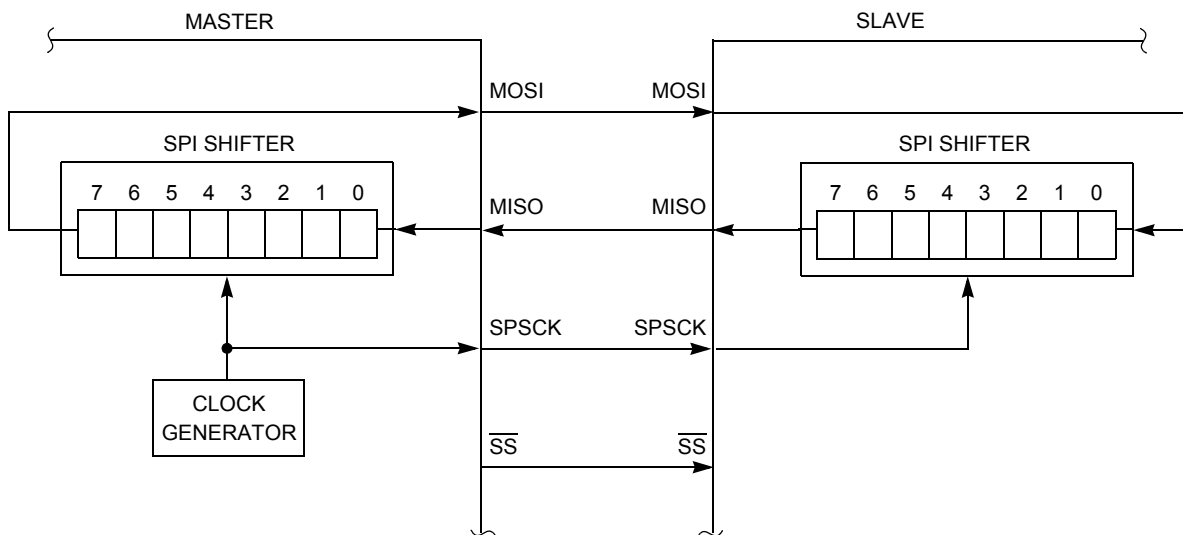 MASTER
SLAVE
MOSI MOSI
SPI SHIFTER
SPI SHIFTER
7 6 5 4 3 2 1 0
MISO MISO
7 6 5 4 3 2 1 0
SPSCK SPSCK
CLOCK
GENERATOR
SS SS